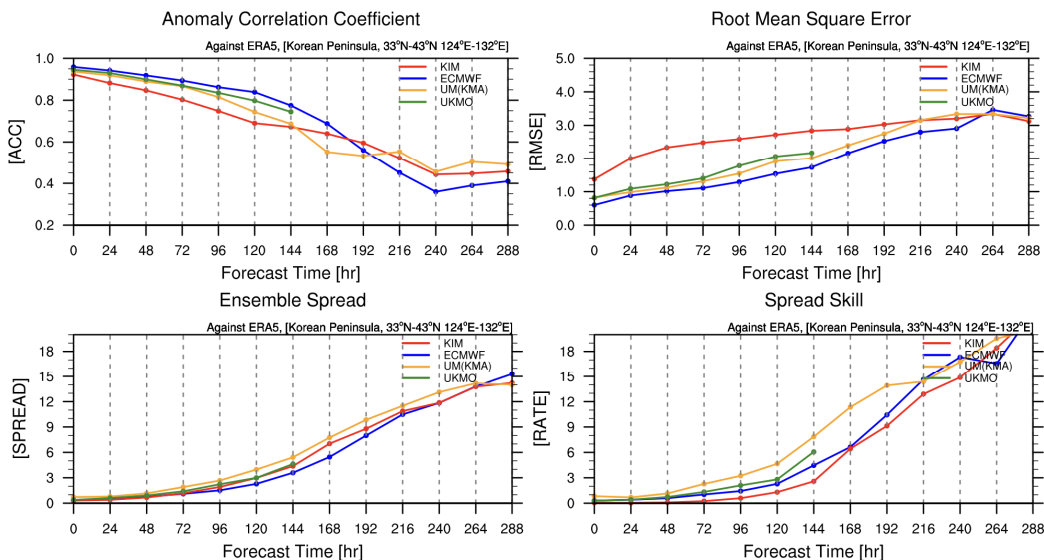 Anomaly Correlation Coefficient
Against ERA5, [Korean Peninsula, 33°N-43°N 124°E-132°E]
[ACC]
1.0
0.8
0.6
0.4
0.2
KIM
ECMWF
UM(KMA)
UKMO
0 24 48 72 96 120 144 168 192 216 240 264 288
Forecast Time [hr]
Root Mean Square Error
Against ERA5, [Korean Peninsula, 33°N-43°N 124°E-132°E]
[RMSE]
5.0
4.0
3.0
2.0
1.0
0.0
KIM
ECMWF
UM(KMA)
UKMO
0 24 48 72 96 120 144 168 192 216 240 264 288
Forecast Time [hr]
Ensemble Spread
Against ERA5, [Korean Peninsula, 33°N-43°N 124°E-132°E]
[SPREAD]
18
15
12
9
6
3
0
KIM
ECMWF
UM(KMA)
UKMO
0 24 48 72 96 120 144 168 192 216 240 264 288
Forecast Time [hr]
Spread Skill
Against ERA5, [Korean Peninsula, 33°N-43°N 124°E-132°E]
[RATE]
18
15
12
9
6
3
0
KIM
ECMWF
UM(KMA)
UKMO
0 24 48 72 96 120 144 168 192 216 240 264 288
Forecast Time [hr]